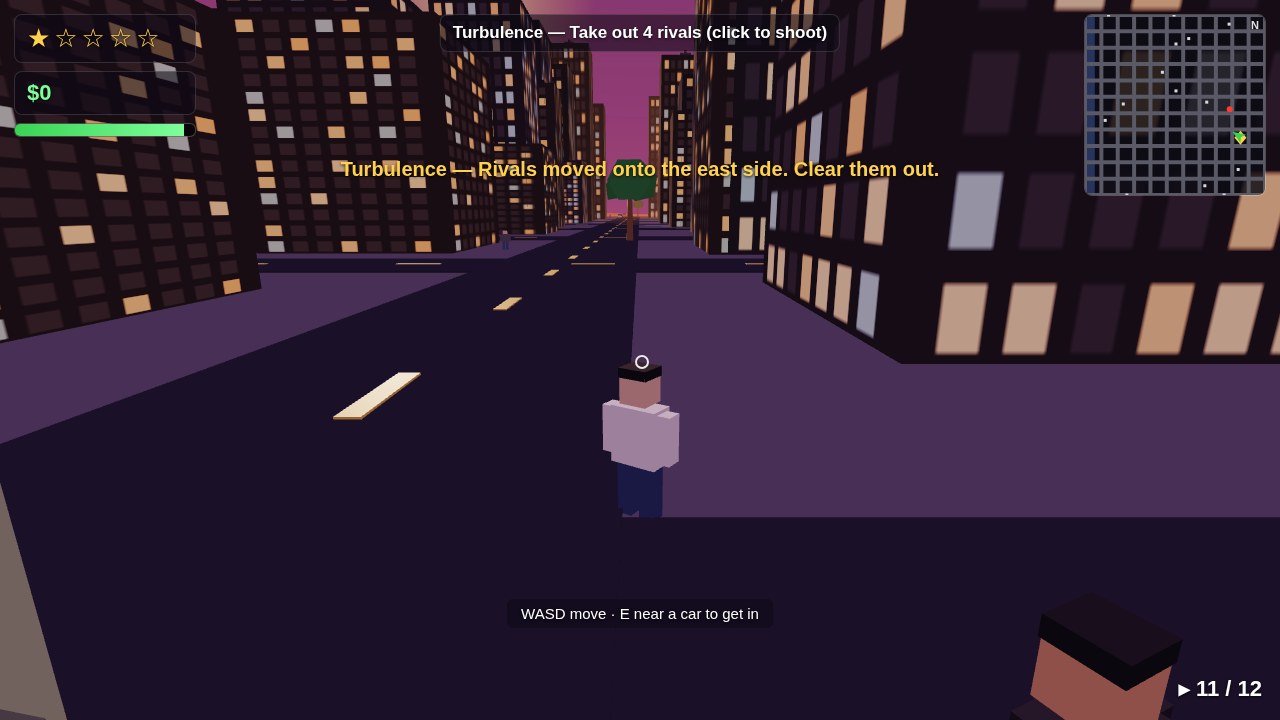 Turbulence — Take out 4 rivals (click to shoot)
N
$0
Turbulence — Rivals moved onto the east side. Clear them out.
WASD move · E near a car to get in
▸ 11 / 12